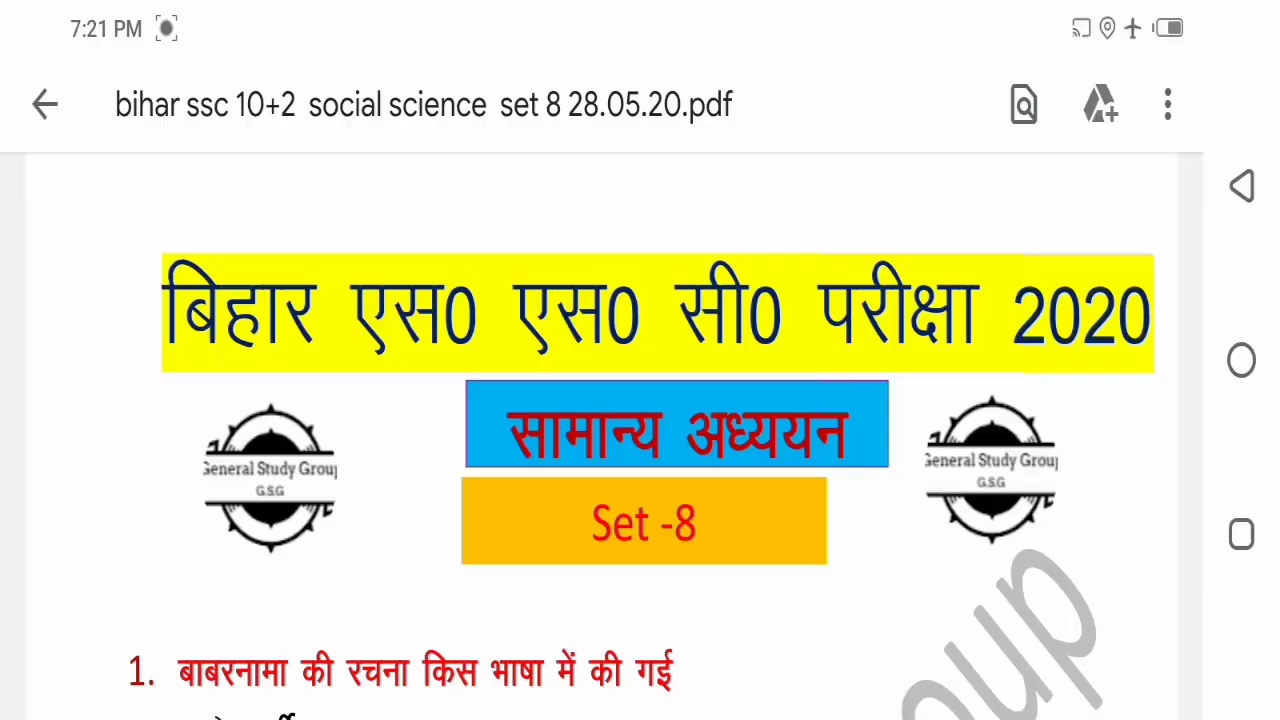 7:21 PM
bihar ssc 10+2 social science set 8 28.05.20.pdf
बिहार एस0 एस0 सी0 परीक्षा 2020
सामान्य अध्ययन
General Study Group
G.S.G
General Study Group
G.S.G
Set -8
1. बाबरनामा की रचना किस भाषा में की गई